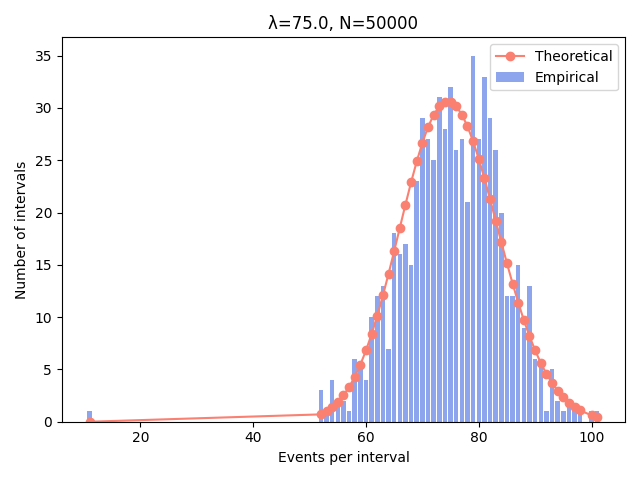 λ=75.0, N=50000
Theoretical
Empirical
Number of intervals
35
30
25
20
15
10
5
0
20
40
60
80
100
Events per interval